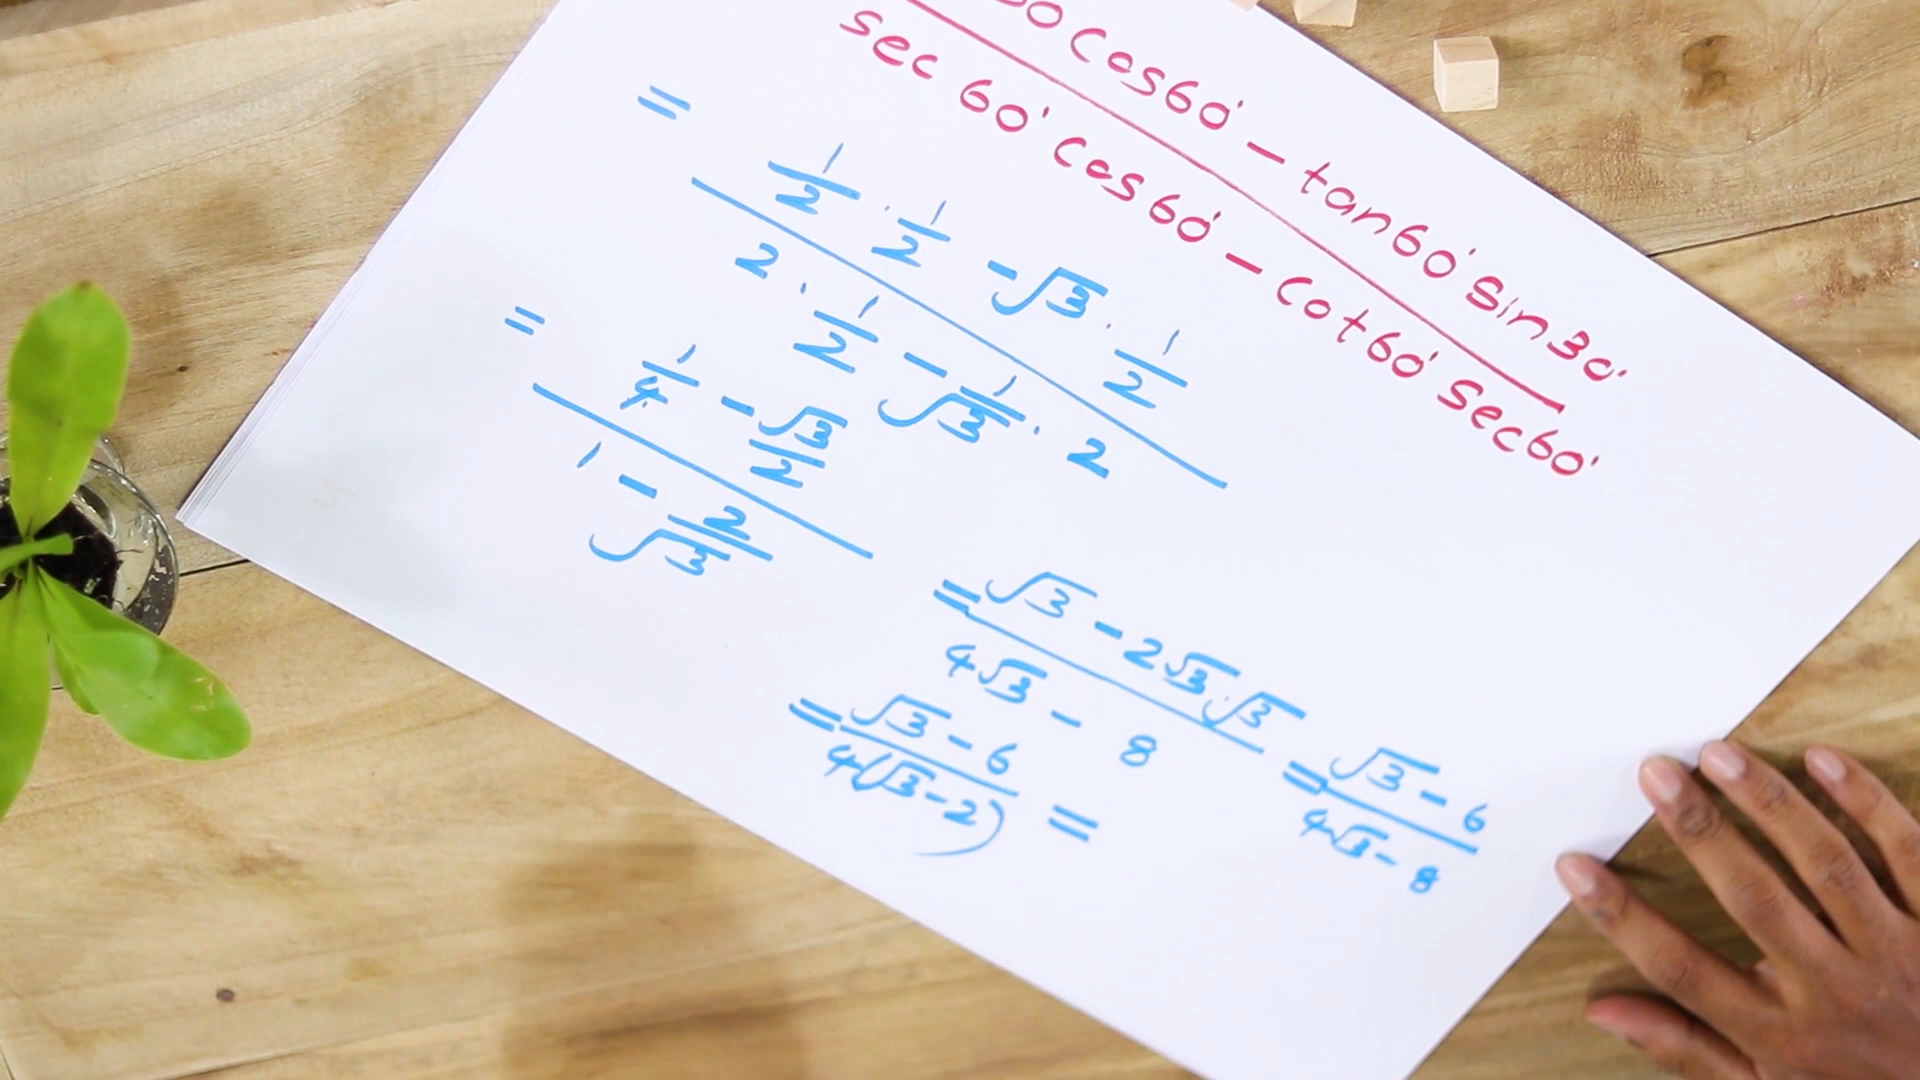 cos60° - tan60° sin30°
sec 60° cos60° - cot60° sec60°
= 1/2 · 1/2 - √3 · 1/2
2 · 1/2 - 1/√3 · 2
= 1/4 - √3/2
1 - 2/√3
= √3 - 2√3·√3
4√3 - 8
= √3 - 6
4√3 - 8
= √3 - 6
4(√3 - 2)
=